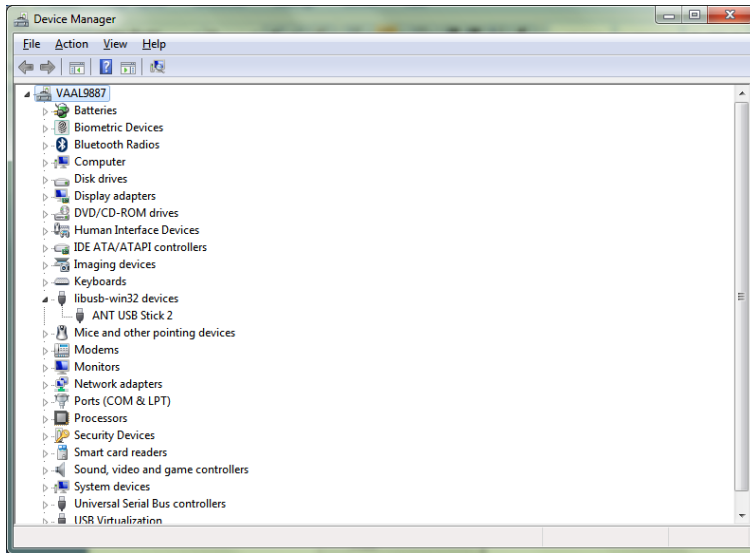 Device Manager
File Action View Help
VAAL9887
Batteries
Biometric Devices
Bluetooth Radios
Computer
Disk drives
Display adapters
DVD/CD-ROM drives
Human Interface Devices
IDE ATA/ATAPI controllers
Imaging devices
Keyboards
libusb-win32 devices
ANT USB Stick 2
Mice and other pointing devices
Modems
Monitors
Network adapters
Ports (COM & LPT)
Processors
Security Devices
Smart card readers
Sound, video and game controllers
System devices
Universal Serial Bus controllers
USB Virtualization